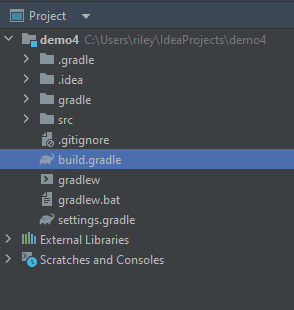 Project
demo4 C:\Users\riley\IdeaProjects\demo4
.gradle
.idea
gradle
src
.gitignore
build.gradle
gradlew
gradlew.bat
settings.gradle
External Libraries
Scratches and Consoles